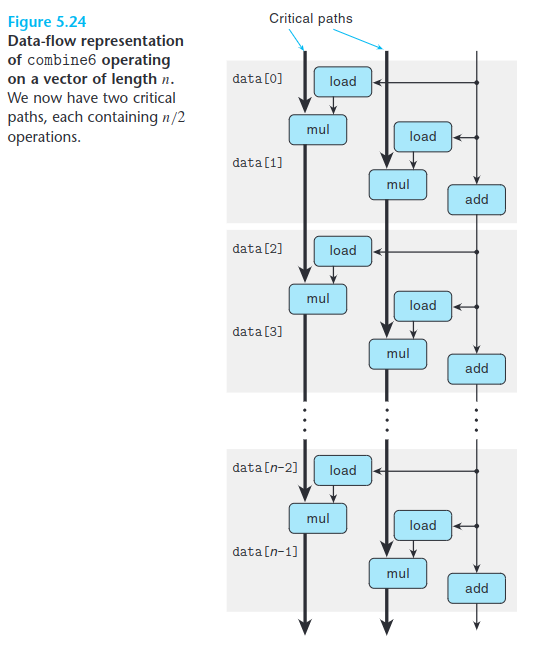 Figure 5.24
Data-flow representation
of combine6 operating
on a vector of length n.
We now have two critical
paths, each containing n/2
operations.
Critical paths
data[0]
load
mul
load
data[1]
mul
add
data[2]
load
mul
load
data[3]
mul
add
data[n-2]
load
mul
load
data[n-1]
mul
add